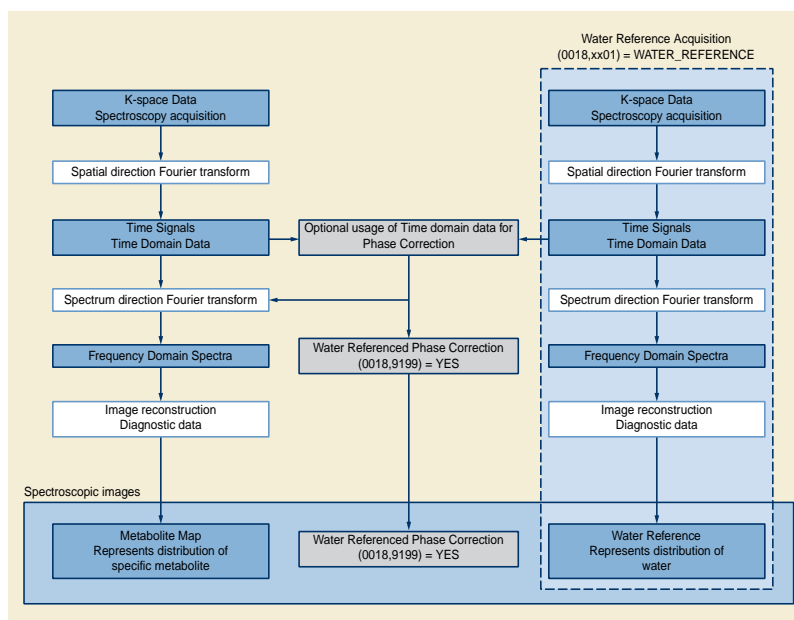 Water Reference Acquisition
(0018,xx01) = WATER_REFERENCE
K-space Data
Spectroscopy acquisition
K-space Data
Spectroscopy acquisition
Spatial direction Fourier transform
Spatial direction Fourier transform
Time Signals
Time Domain Data
Optional usage of Time domain data for
Phase Correction
Time Signals
Time Domain Data
Spectrum direction Fourier transform
Spectrum direction Fourier transform
Frequency Domain Spectra
Water Referenced Phase Correction
(0018,9199) = YES
Frequency Domain Spectra
Image reconstruction
Diagnostic data
Image reconstruction
Diagnostic data
Spectroscopic images
Metabolite Map
Represents distribution of
specific metabolite
Water Referenced Phase Correction
(0018,9199) = YES
Water Reference
Represents distribution of
water